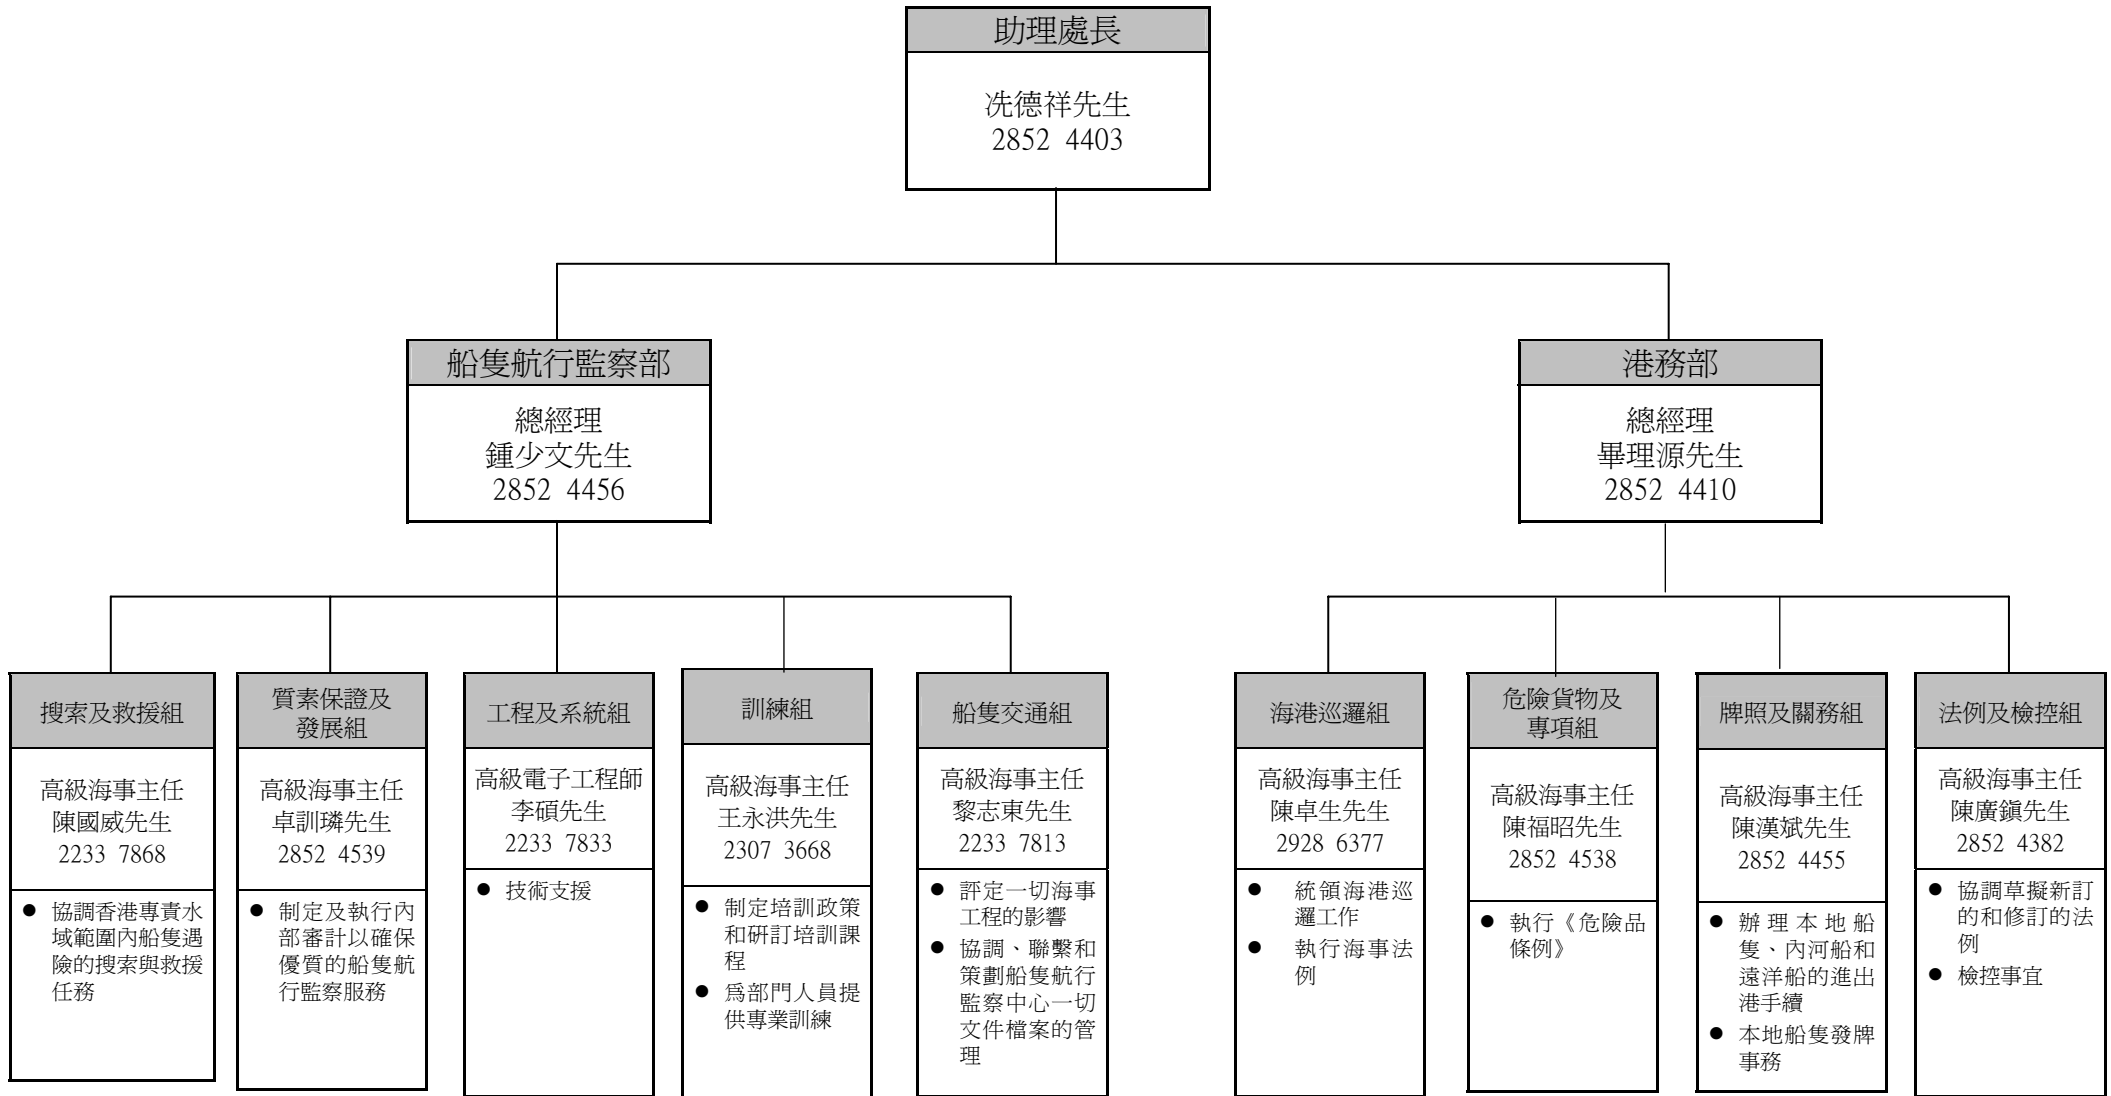 助理處長
冼德祥先生
2852 4403
船隻航行監察部
總經理
鍾少文先生
2852 4456
港務部
總經理
畢理源先生
2852 4410
搜索及救援組
高級海事主任
陳國威先生
2233 7868
● 協調香港專責水
域範圍內船隻遇
險的搜索與救援
任務
質素保證及
發展組
高級海事主任
卓訓璘先生
2852 4539
● 制定及執行內
部審計以確保
優質的船隻航
行監察服務
工程及系統組
高級電子工程師
李碩先生
2233 7833
● 技術支援
訓練組
高級海事主任
王永洪先生
2307 3668
● 制定培訓政策
和研訂培訓課
程
● 爲部門人員提
供專業訓練
船隻交通組
高級海事主任
黎志東先生
2233 7813
● 評定一切海事
工程的影響
● 協調、聯繫和
策劃船隻航行
監察中心一切
文件檔案的管
理
海港巡邏組
高級海事主任
陳卓生先生
2928 6377
● 統領海港巡
邏工作
● 執行海事法
例
危險貨物及
專項組
高級海事主任
陳福昭先生
2852 4538
● 執行《危險品
條例》
牌照及關務組
高級海事主任
陳漢斌先生
2852 4455
● 辦理本地船
隻、內河船和
遠洋船的進出
港手續
● 本地船隻發牌
事務
法例及檢控組
高級海事主任
陳廣鎭先生
2852 4382
● 協調草擬新訂
的和修訂的法
例
● 檢控事宜